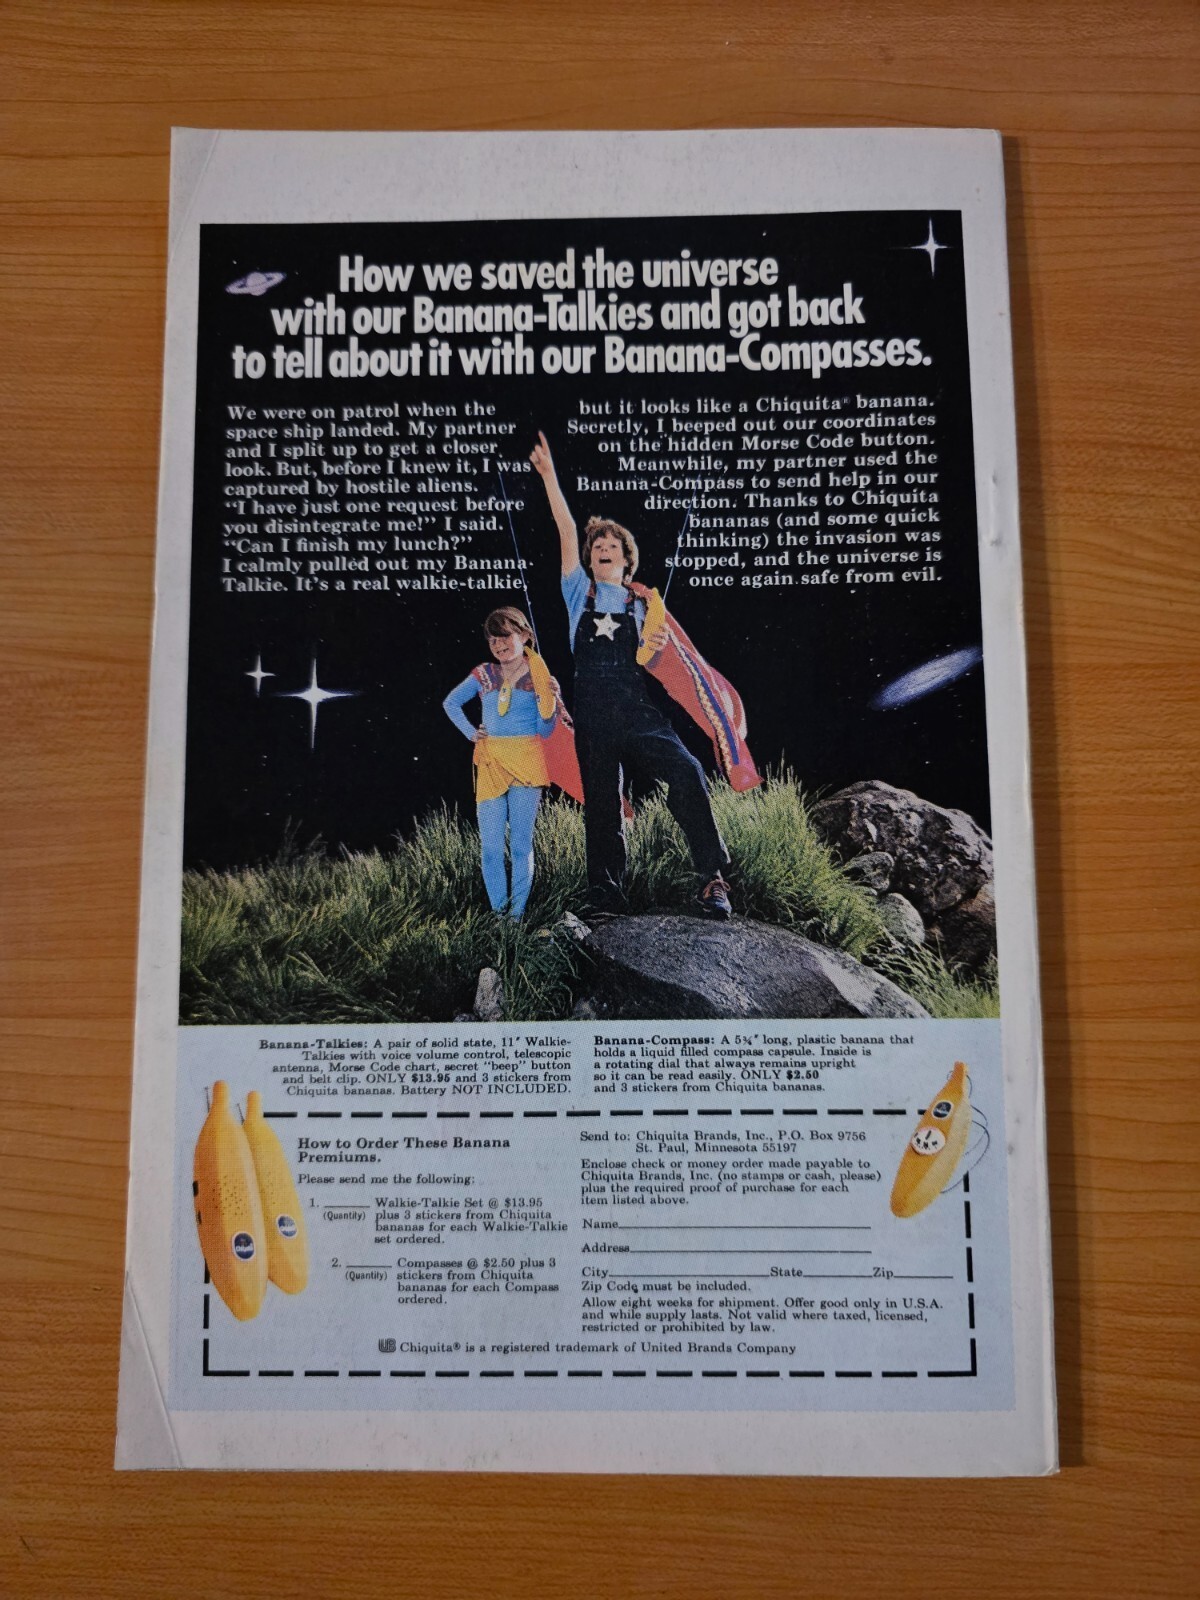 How we saved the universe
with our Banana-Talkies and got back
to tell about it with our Banana-Compasses.
We were on patrol when the
space ship landed. My partner
and I split up to get a closer
look. But, before I knew it, I was
captured by hostile aliens.
“I have just one request before
you disintegrate me!” I said.
“Can I finish my lunch?”
I calmly pulled out my Banana-
Talkie. It’s a real walkie-talkie,
but it looks like a Chiquita® banana.
Secretly, I beeped out our coordinates
on the hidden Morse Code button.
Meanwhile, my partner used the
Banana-Compass to send help in our
direction. Thanks to Chiquita
bananas (and some quick
thinking) the invasion was
stopped, and the universe is
once again safe from evil.
Banana-Talkies: A pair of solid state, 11″ Walkie-
Talkies with voice volume control, telescopic
antenna, Morse Code chart, secret “beep” button
and belt clip. ONLY $13.95 and 3 stickers from
Chiquita bananas. Battery NOT INCLUDED.
Banana-Compass: A 5¾″ long, plastic banana that
holds a liquid filled compass capsule. Inside is
a rotating dial that always remains upright
so it can be read easily. ONLY $2.50
and 3 stickers from Chiquita bananas.
How to Order These Banana
Premiums.
Please send me the following:
1. ______ Walkie-Talkie Set @ $13.95
(Quantity) plus 3 stickers from Chiquita
bananas for each Walkie-Talkie
set ordered.
2. ______ Compasses @ $2.50 plus 3
(Quantity) stickers from Chiquita
bananas for each Compass
ordered.
Send to: Chiquita Brands, Inc., P.O. Box 9756
St. Paul, Minnesota 55197
Enclose check or money order made payable to
Chiquita Brands, Inc. (no stamps or cash, please)
plus the required proof of purchase for each
item listed above.
Name
Address
City State Zip
Zip Code must be included.
Allow eight weeks for shipment. Offer good only in U.S.A.
and while supply lasts. Not valid where taxed, licensed,
restricted or prohibited by law.
UB Chiquita® is a registered trademark of United Brands Company